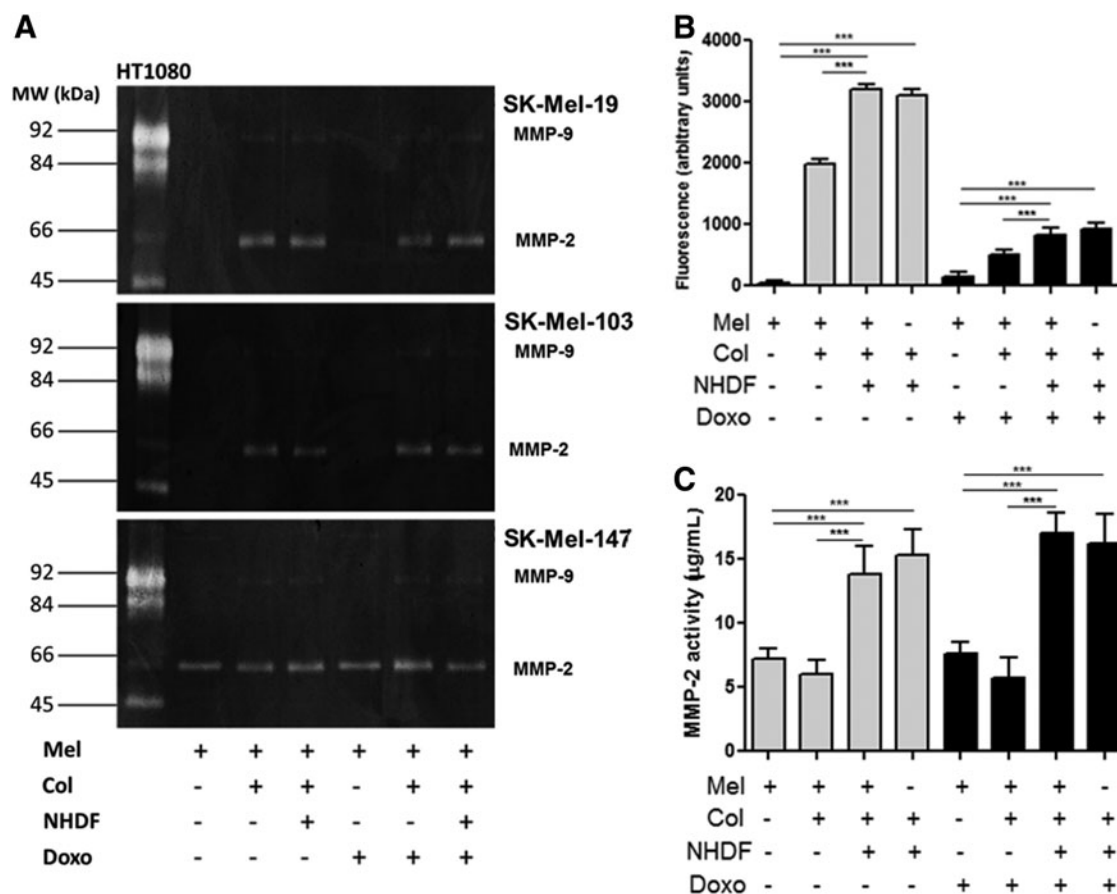 A
HT1080
MW (kDa)
SK-Mel-19
92
MMP-9
84
66
MMP-2
45
SK-Mel-103
92
MMP-9
84
66
MMP-2
45
SK-Mel-147
92
MMP-9
84
66
MMP-2
45
Mel + + + + + +
Col - + + - + +
NHDF - - + - - +
Doxo - - - + + +
B
Fluorescence (arbitrary units)
4000
3000
2000
1000
0
*** *** *** *** *** ***
Mel + + + - + + + -
Col - + + + - + + +
NHDF - - + + - - + +
Doxo - - - - + + + +
C
MMP-2 activity (µg/mL)
20
15
10
5
0
*** *** *** *** *** ***
Mel + + + - + + + -
Col - + + + - + + +
NHDF - - + + - - + +
Doxo - - - - + + + +